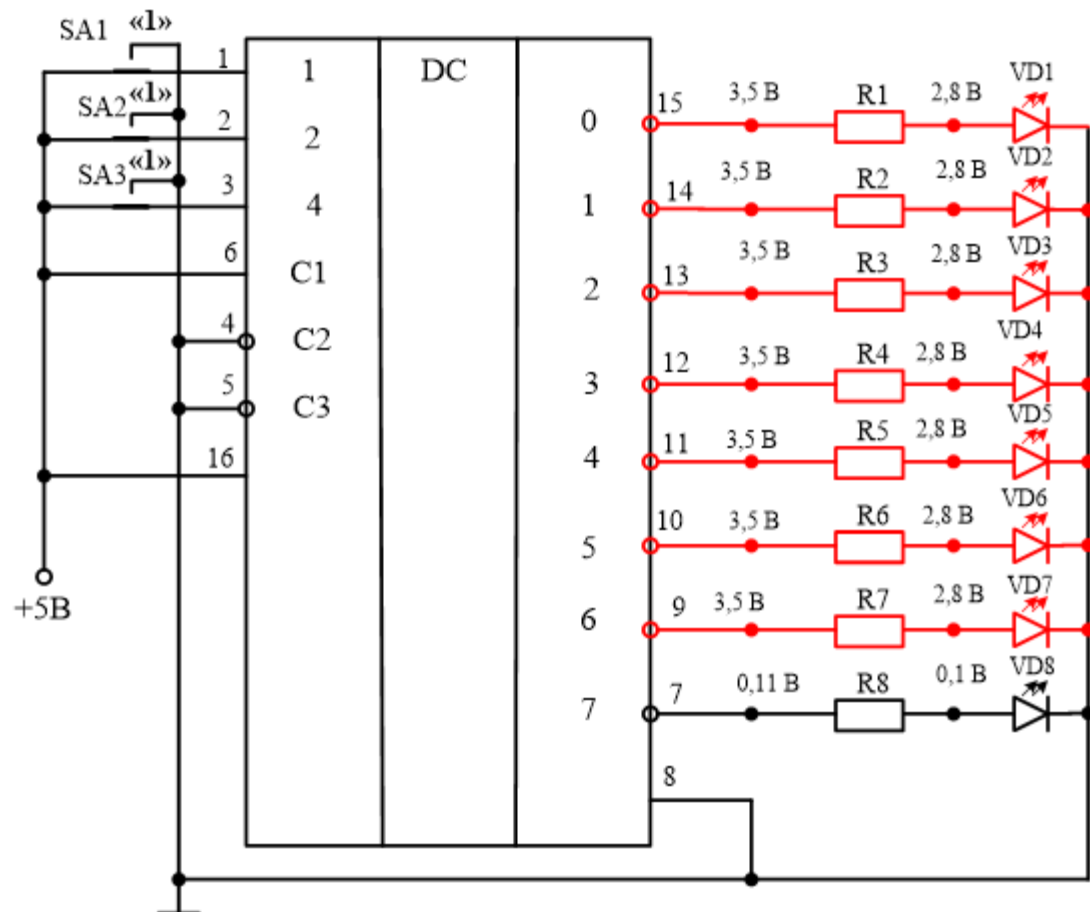 SA1 «1»
1 1 DC
SA2 «1»
2 2
SA3 «1»
3 4
6 C1
4 C2
5 C3
16
+5В
0 15 3,5 В R1 2,8 В VD1
1 14 3,5 В R2 2,8 В VD2
2 13 3,5 В R3 2,8 В VD3
3 12 3,5 В R4 2,8 В VD4
4 11 3,5 В R5 2,8 В VD5
5 10 3,5 В R6 2,8 В VD6
6 9 3,5 В R7 2,8 В VD7
7 7 0,11 В R8 0,1 В VD8
8